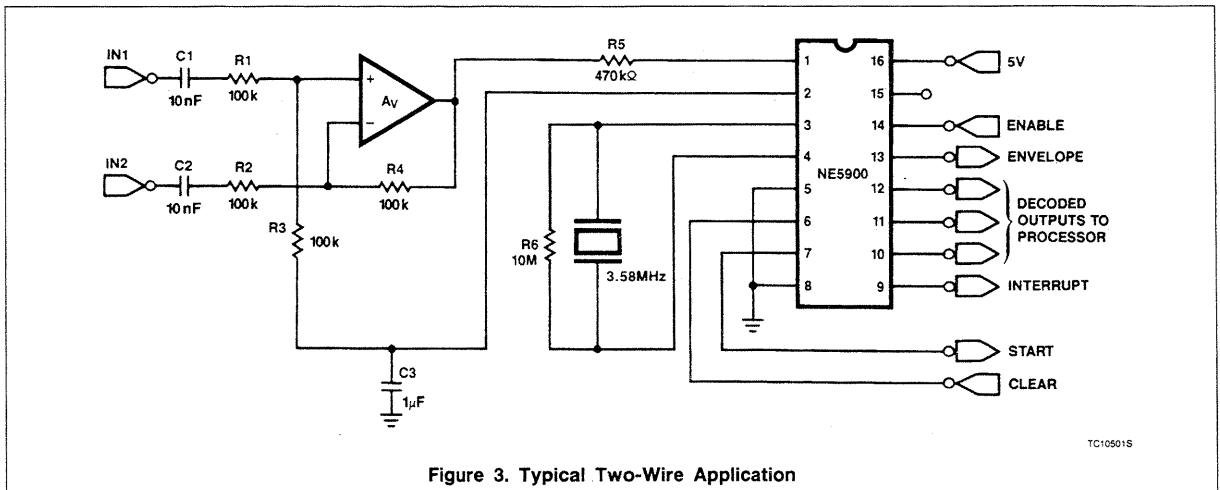 IN1
C1
10nF
R1
100k
+
−
AV
R5
470kΩ
IN2
C2
10nF
R2
100k
R4
100k
R3
100k
C3
1μF
R6
10M
3.58MHz
NE5900
1
2
3
4
5
6
7
8
16
15
14
13
12
11
10
9
5V
ENABLE
ENVELOPE
DECODED
OUTPUTS TO
PROCESSOR
INTERRUPT
START
CLEAR
TC10501S
Figure 3. Typical Two-Wire Application